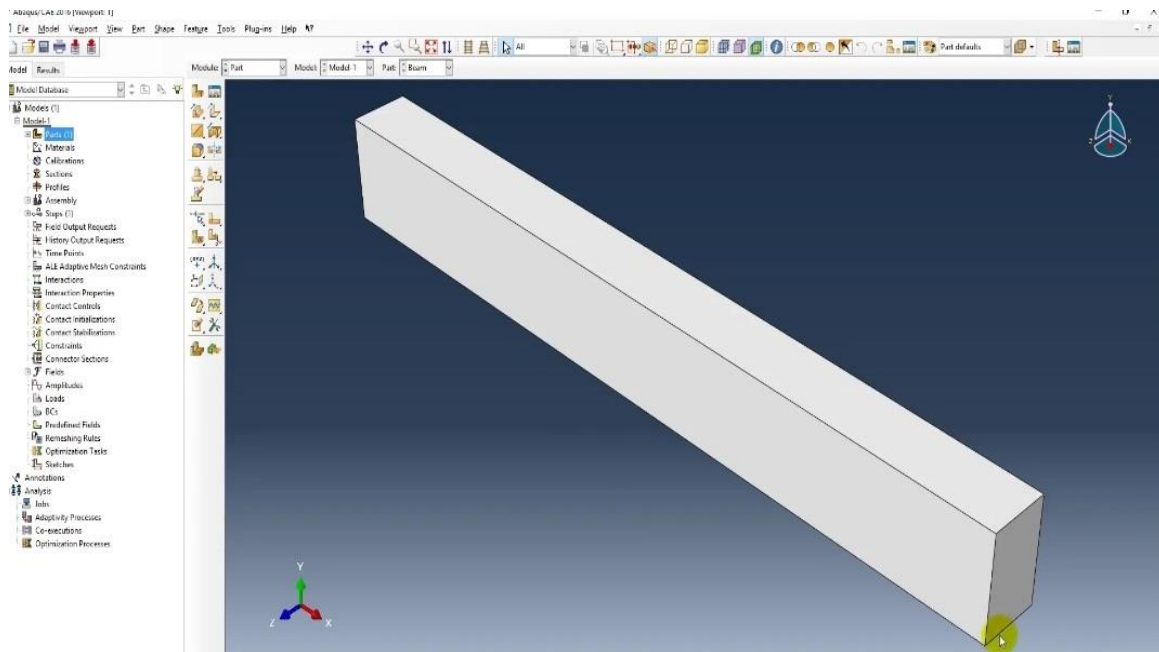 Abaqus/CAE 2016 [Viewport: 1]
File Model Viewport View Part Shape Feature Tools Plug-ins Help
All
Part defaults
Model Results
Module: Part Model: Model-1 Part: Beam
Model Database
Models (1)
Model-1
Parts (1)
Materials
Calibrations
Sections
Profiles
Assembly
Steps (1)
Field Output Requests
History Output Requests
Time Points
ALE Adaptive Mesh Constraints
Interactions
Interaction Properties
Contact Controls
Contact Initializations
Contact Stabilizations
Constraints
Connector Sections
Fields
Amplitudes
Loads
BCs
Predefined Fields
Remeshing Rules
Optimization Tasks
Sketches
Annotations
Analysis
Jobs
Adaptivity Processes
Co-executions
Optimization Processes
Y
Z X
Y
Z X